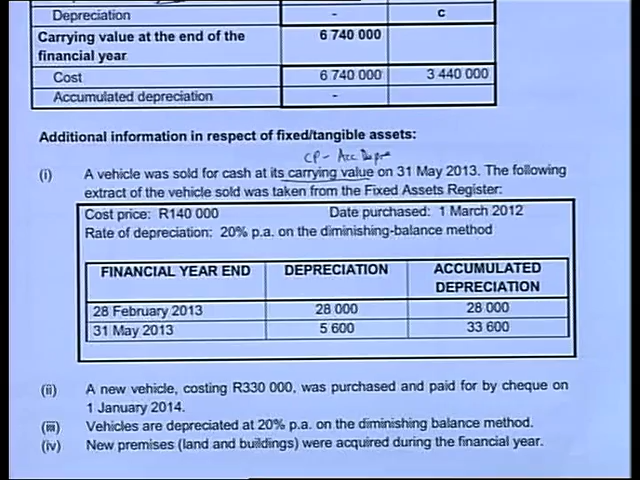 Depreciation - c
Carrying value at the end of the 6 740 000
financial year
Cost 6 740 000 3 440 000
Accumulated depreciation -
Additional information in respect of fixed/tangible assets:
CP - Acc Depre
(i) A vehicle was sold for cash at its carrying value on 31 May 2013. The following
extract of the vehicle sold was taken from the Fixed Assets Register:
Cost price: R140 000 Date purchased: 1 March 2012
Rate of depreciation: 20% p.a. on the diminishing-balance method
FINANCIAL YEAR END DEPRECIATION ACCUMULATED
DEPRECIATION
28 February 2013 28 000 28 000
31 May 2013 5 600 33 600
(ii) A new vehicle, costing R330 000, was purchased and paid for by cheque on
1 January 2014.
(iii) Vehicles are depreciated at 20% p.a. on the diminishing balance method.
(iv) New premises (land and buildings) were acquired during the financial year.